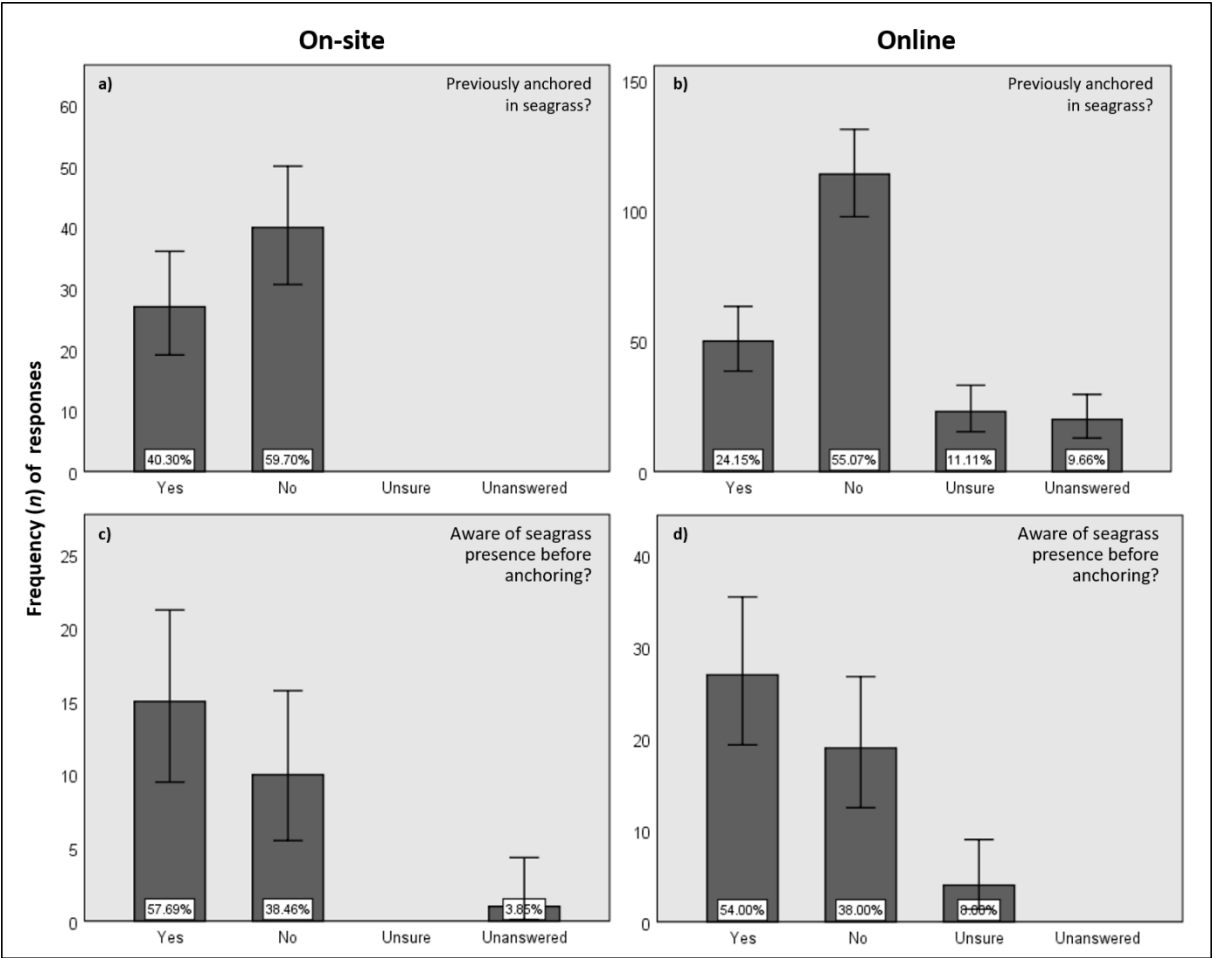 On-site
Online
Frequency (n) of responses
a)
Previously anchored
in seagrass?
60
50
40
30
20
10
0
40.30%
59.70%
Yes No Unsure Unanswered
b)
Previously anchored
in seagrass?
150
100
50
0
24.15%
55.07%
11.11%
9.66%
Yes No Unsure Unanswered
c)
Aware of seagrass
presence before
anchoring?
25
20
15
10
5
0
57.69%
38.46%
3.85%
Yes No Unsure Unanswered
d)
Aware of seagrass
presence before
anchoring?
40
30
20
10
0
54.00%
38.00%
8.00%
Yes No Unsure Unanswered